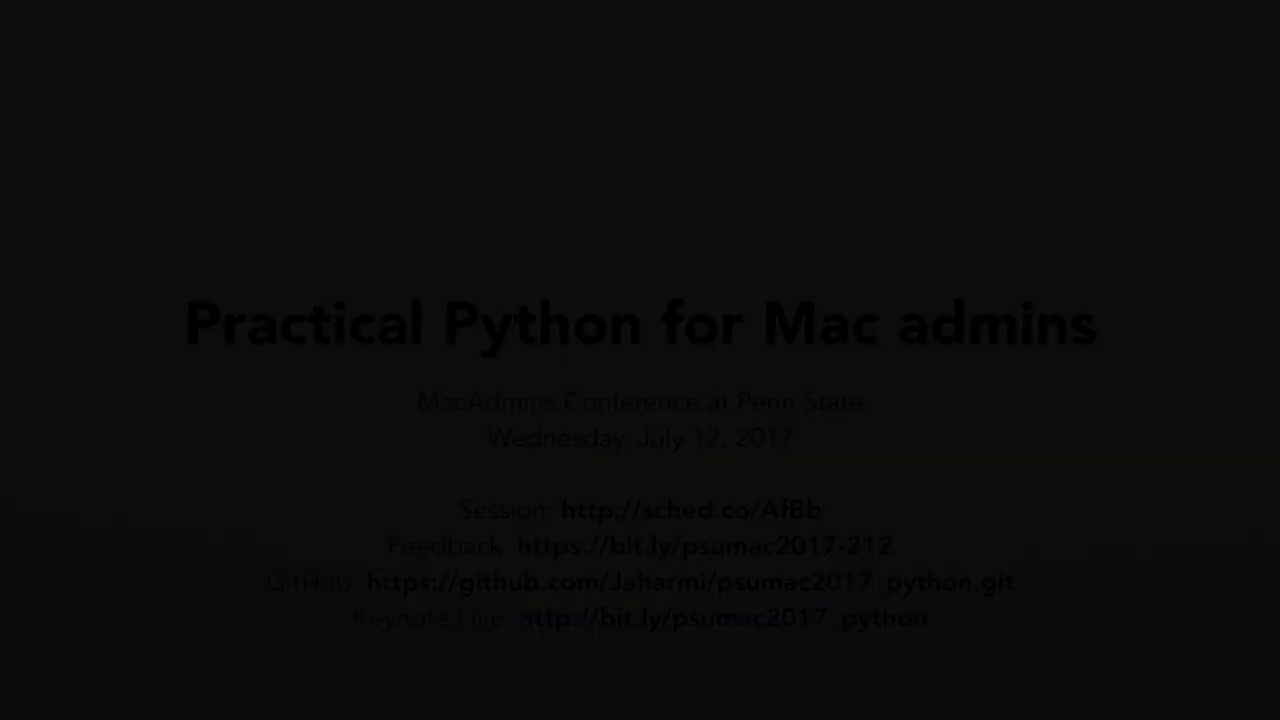 Practical Python for Mac admins
MacAdmins Conference at Penn State
Wednesday, July 12, 2017
Session: http://sched.co/AfBb
Feedback: https://bit.ly/psumac2017-212
GitHub: https://github.com/Jaharmi/psumac2017_python.git
Keynote Live: http://bit.ly/psumac2017_python